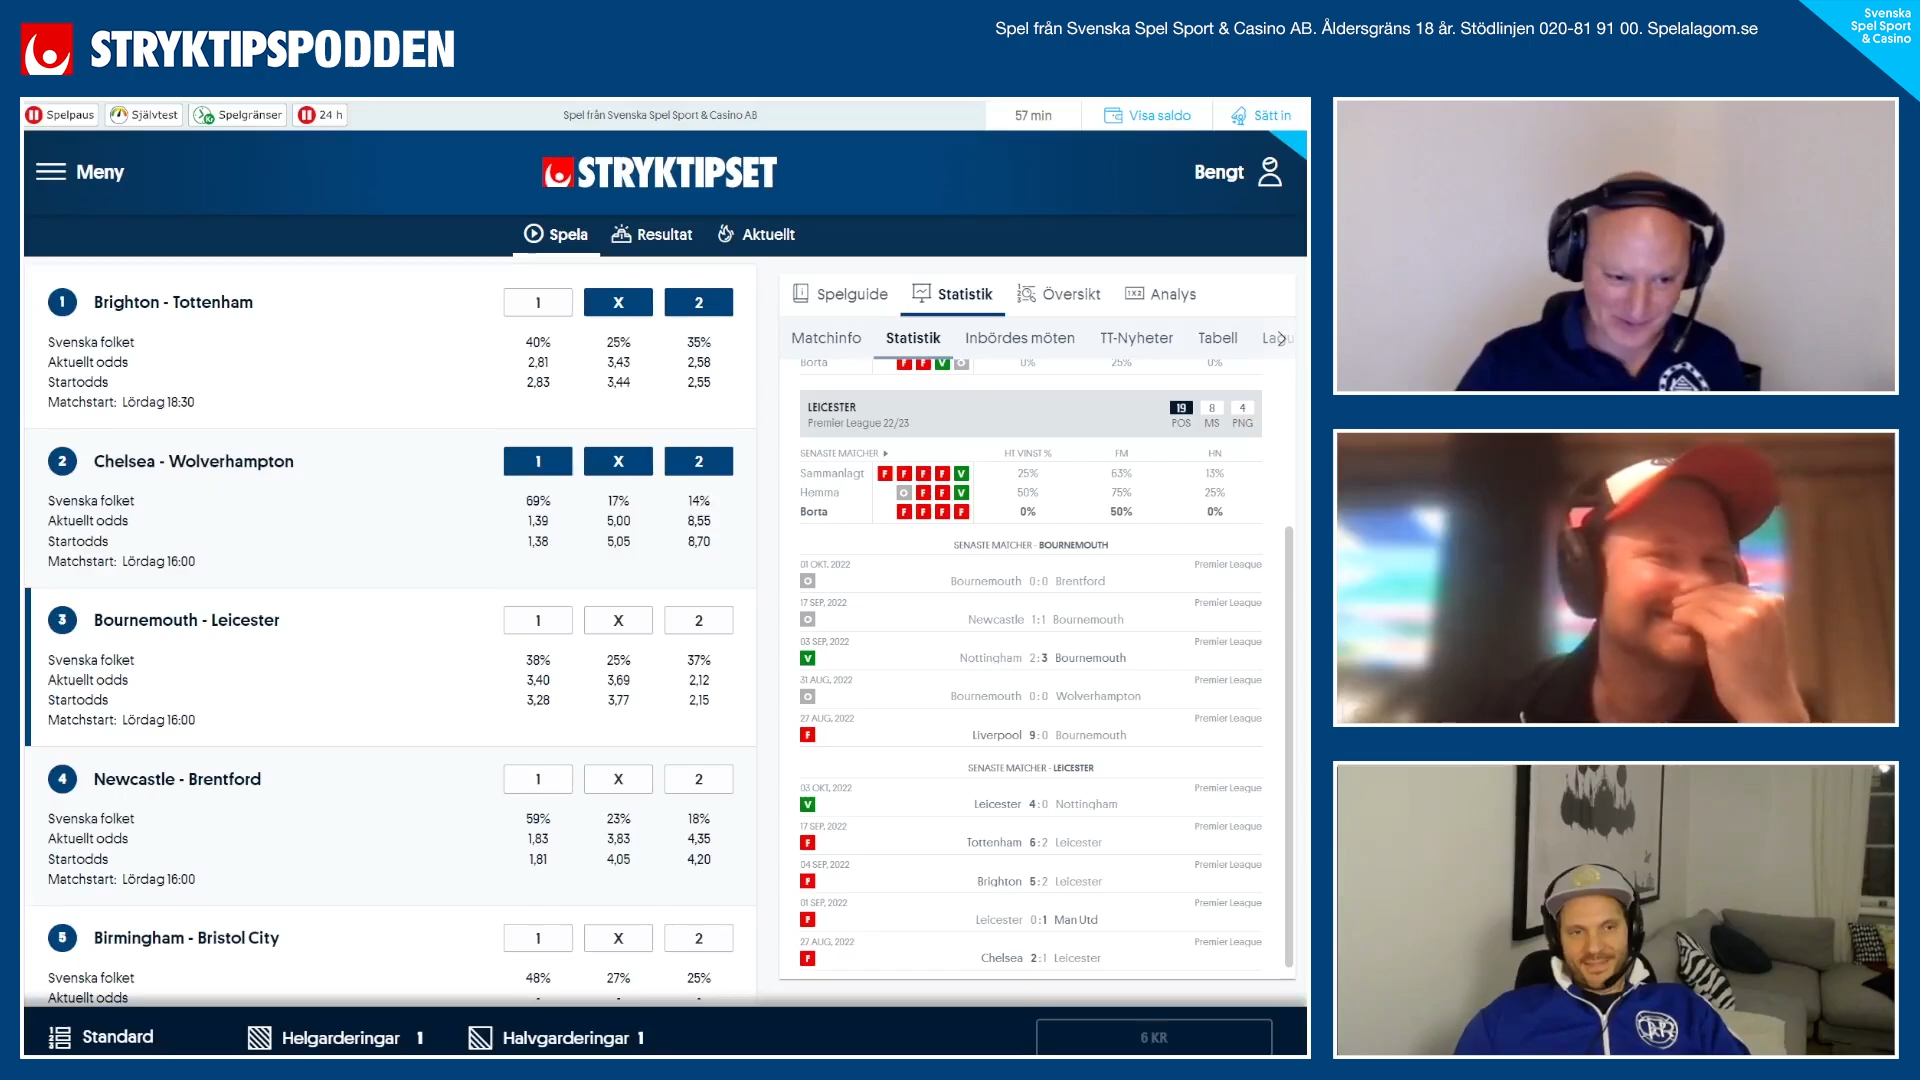 STRYKTIPSPODDEN
Spel från Svenska Spel Sport & Casino AB. Åldersgräns 18 år. Stödlinjen 020-81 91 00. Spelalagom.se
Svenska
Spel Sport
& Casino
Spelpaus
Självtest
Spelgränser
24 h
Spel från Svenska Spel Sport & Casino AB
57 min
Visa saldo
Sätt in
Meny
STRYKTIPSET
Bengt
Spela
Resultat
Aktuellt
1 Brighton - Tottenham 1 X 2
Svenska folket 40% 25% 35%
Aktuellt odds 2,81 3,43 2,58
Startodds 2,83 3,44 2,55
Matchstart: Lördag 18:30
2 Chelsea - Wolverhampton 1 X 2
Svenska folket 69% 17% 14%
Aktuellt odds 1,39 5,00 8,55
Startodds 1,38 5,05 8,70
Matchstart: Lördag 16:00
3 Bournemouth - Leicester 1 X 2
Svenska folket 38% 25% 37%
Aktuellt odds 3,40 3,69 2,12
Startodds 3,28 3,77 2,15
Matchstart: Lördag 16:00
4 Newcastle - Brentford 1 X 2
Svenska folket 59% 23% 18%
Aktuellt odds 1,83 3,83 4,35
Startodds 1,81 4,05 4,20
Matchstart: Lördag 16:00
5 Birmingham - Bristol City 1 X 2
Svenska folket 48% 27% 25%
Aktuellt odds - - -
Spelguide Statistik Översikt 1X2 Analys
Matchinfo Statistik Inbördes möten TT-Nyheter Tabell
Borta F F V O 0% 25% 0%
LEICESTER 19 8 4
Premier League 22/23 POS MS PNG
SENASTE MATCHER HT VINST % FM HN
Sammanlagt F F F F V 25% 63% 13%
Hemma O F F V 50% 75% 25%
Borta F F F F 0% 50% 0%
SENASTE MATCHER - BOURNEMOUTH
01 OKT, 2022 Premier League
O Bournemouth 0:0 Brentford
17 SEP, 2022 Premier League
O Newcastle 1:1 Bournemouth
03 SEP, 2022 Premier League
V Nottingham 2:3 Bournemouth
31 AUG, 2022 Premier League
O Bournemouth 0:0 Wolverhampton
27 AUG, 2022 Premier League
F Liverpool 9:0 Bournemouth
SENASTE MATCHER - LEICESTER
03 OKT, 2022 Premier League
V Leicester 4:0 Nottingham
17 SEP, 2022 Premier League
F Tottenham 6:2 Leicester
04 SEP, 2022 Premier League
F Brighton 5:2 Leicester
01 SEP, 2022 Premier League
F Leicester 0:1 Man Utd
27 AUG, 2022 Premier League
F Chelsea 2:1 Leicester
Standard
Helgarderingar 1
Halvgarderingar 1
6 KR